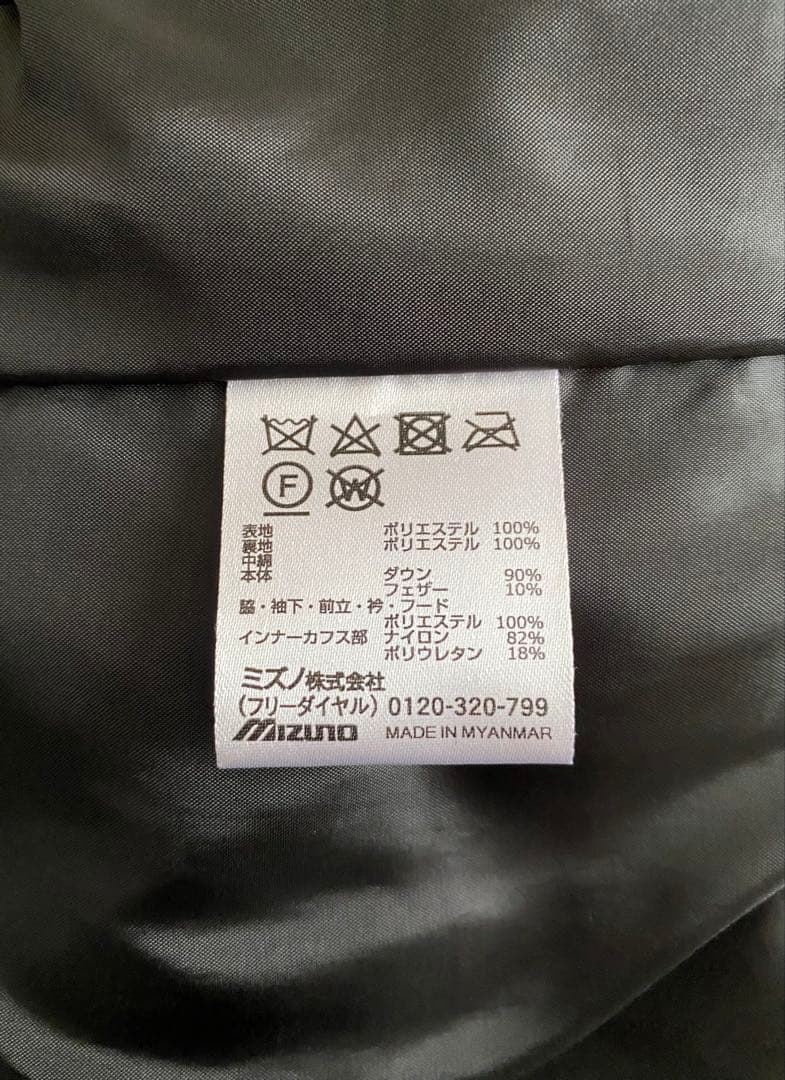 F W
表地 ポリエステル 100%
裏地 ポリエステル 100%
中綿
本体 ダウン 90%
フェザー 10%
脇・袖下・前立・衿・フード
ポリエステル 100%
インナーカフス部 ナイロン 82%
ポリウレタン 18%
ミズノ株式会社
(フリーダイヤル) 0120-320-799
MIZUNO MADE IN MYANMAR